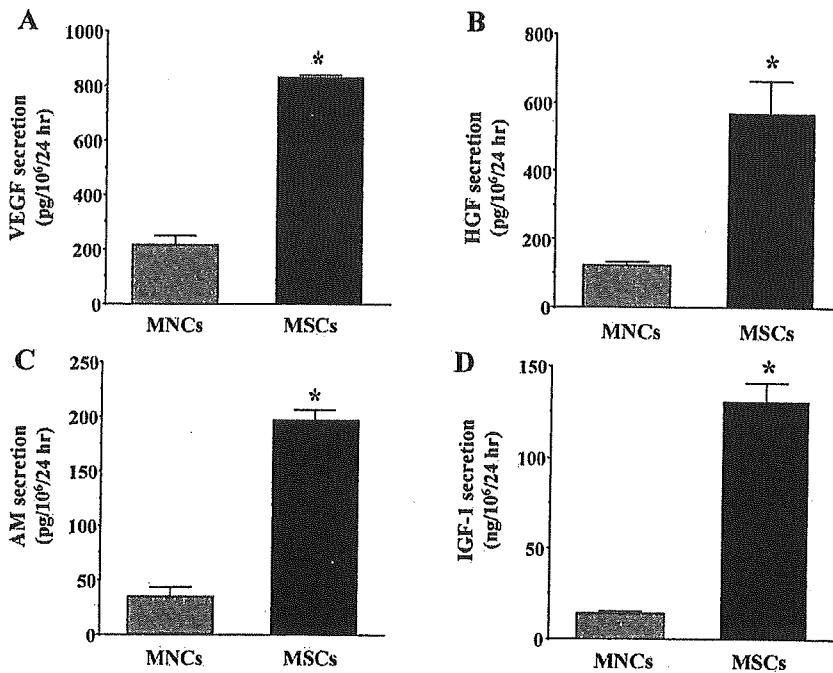 A
VEGF secretion
(pg/10⁶/24 hr)
1000
800
600
400
200
0
*
MNCs
MSCs
B
HGF secretion
(pg/10⁶/24 hr)
800
600
400
200
0
*
MNCs
MSCs
C
AM secretion
(pg/10⁶/24 hr)
250
200
150
100
50
0
*
MNCs
MSCs
D
IGF-1 secretion
(ng/10⁶/24 hr)
150
100
50
0
*
MNCs
MSCs